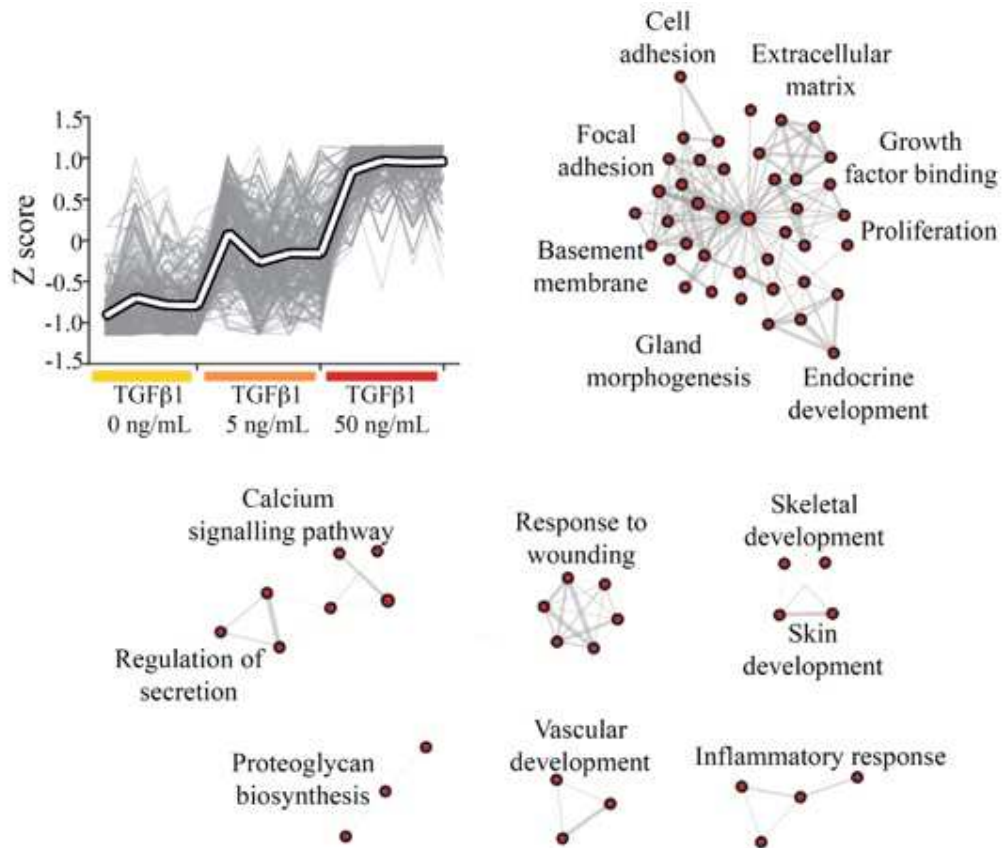 Z score
1.5
1.0
0.5
0
-0.5
-1.0
-1.5
TGFβ1
0 ng/mL
TGFβ1
5 ng/mL
TGFβ1
50 ng/mL
Cell
adhesion
Extracellular
matrix
Focal
adhesion
Growth
factor binding
Proliferation
Basement
membrane
Gland
morphogenesis
Endocrine
development
Calcium
signalling pathway
Regulation of
secretion
Response to
wounding
Skeletal
development
Skin
development
Proteoglycan
biosynthesis
Vascular
development
Inflammatory response